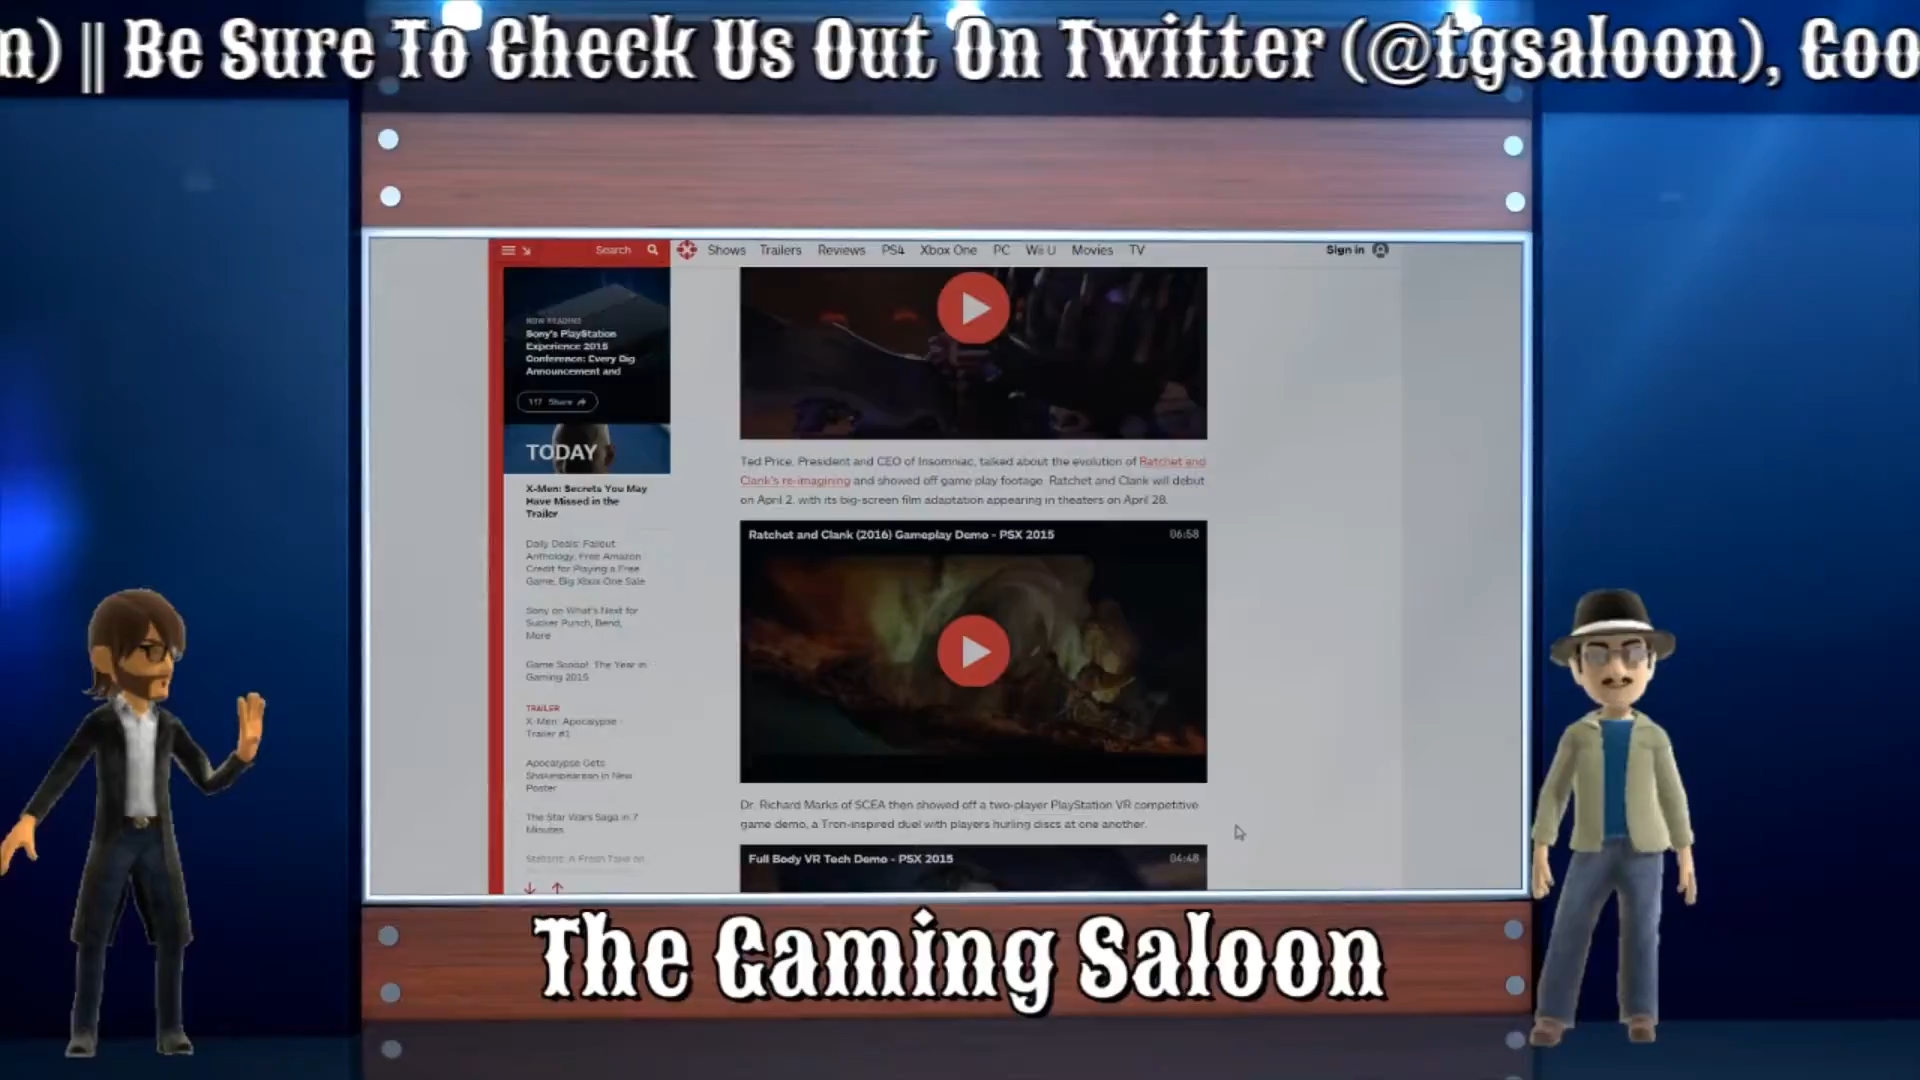 n) || Be Sure To Check Us Out On Twitter (@tgsaloon), Goo
Search
Shows Trailers Reviews PS4 Xbox One PC Wii U Movies TV
Sign in
NOW READING
Sony's PlayStation
Experience 2015
Conference: Every Big
Announcement and
117 Share
TODAY
X-Men: Secrets You May
Have Missed in the
Trailer
Daily Deals: Fallout
Anthology, Free Amazon
Credit for Playing a Free
Game, Big Xbox One Sale
Sony on What's Next for
Sucker Punch, Bend,
More
Game Scoop!: The Year in
Gaming 2015
TRAILER
X-Men: Apocalypse -
Trailer #1
Apocalypse Gets
Shakespearean in New
Poster
The Star Wars Saga in 7
Minutes
A Fresh Take on
Ted Price, President and CEO of Insomniac, talked about the evolution of Ratchet and
Clank's re-imagining and showed off game play footage. Ratchet and Clank will debut
on April 2, with its big-screen film adaptation appearing in theaters on April 28.
Ratchet and Clank (2016) Gameplay Demo - PSX 2015
06:58
Dr. Richard Marks of SCEA then showed off a two-player PlayStation VR competitive
game demo, a Tron-inspired duel with players hurling discs at one another.
Full Body VR Tech Demo - PSX 2015
04:48
The Gaming Saloon